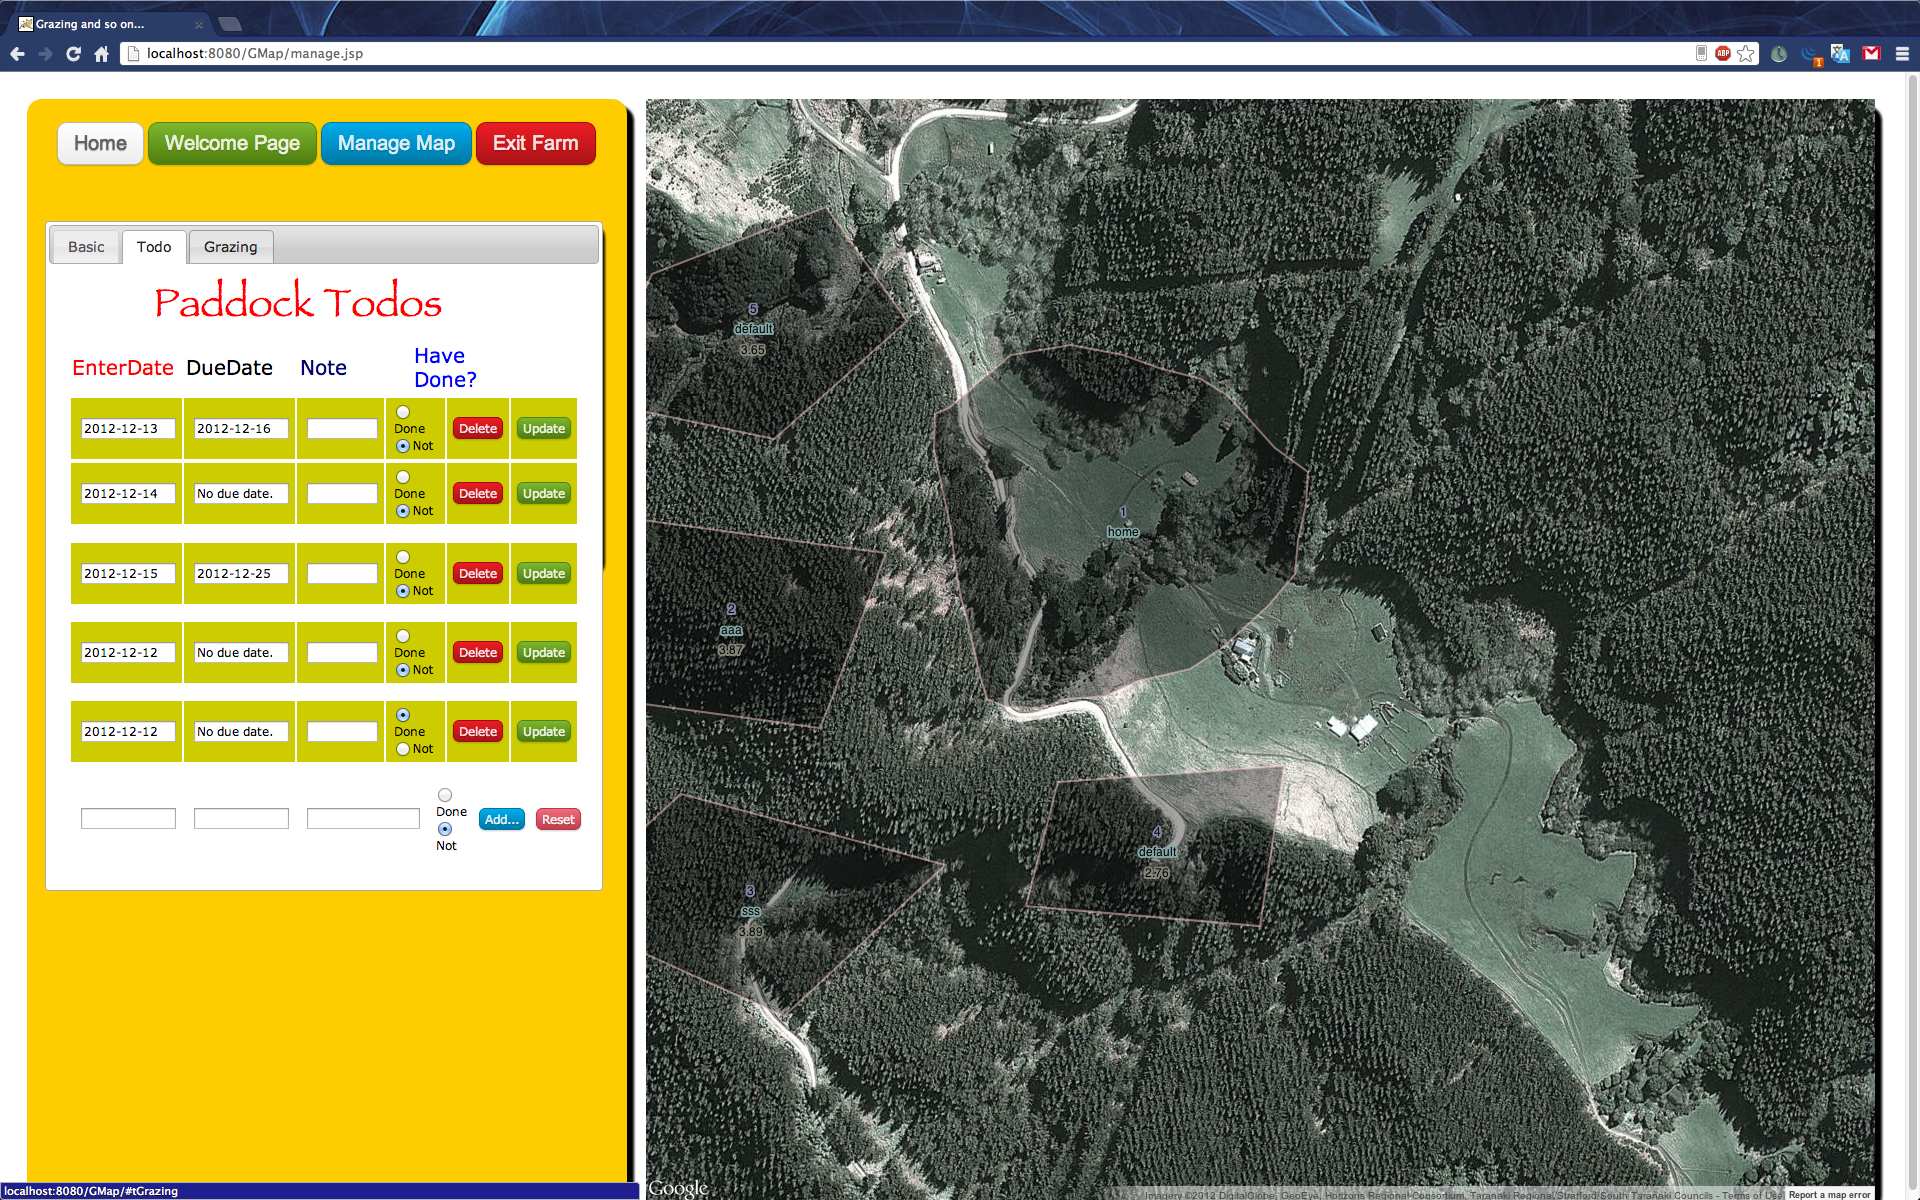 Grazing and so on...
localhost:8080/GMap/manage.jsp
ABP
1
Home
Welcome Page
Manage Map
Exit Farm
Basic
Todo
Grazing
Paddock Todos
EnterDate DueDate Note Have Done?
2012-12-13 2012-12-16 Done Not Delete Update
2012-12-14 No due date. Done Not Delete Update
2012-12-15 2012-12-25 Done Not Delete Update
2012-12-12 No due date. Done Not Delete Update
2012-12-12 No due date. Done Not Delete Update
Done Not Add... Reset
5
default
3.65
1
home
2
aaa
3.87
4
default
2.76
3
sss
3.89
localhost:8080/GMap/#tGrazing
Google
Imagery ©2012 DigitalGlobe, GeoEye, Horizons Regional Consortium, Taranaki Regional/Stratford/South Taranaki Councils - Terms of Use
Report a map error